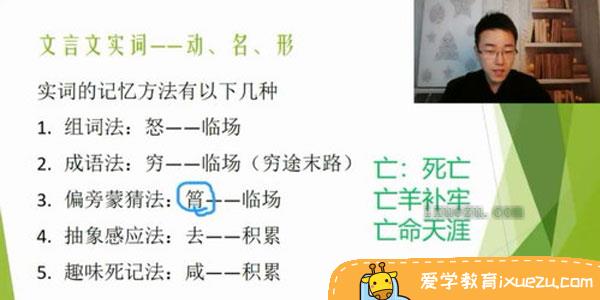 文言文实词——动、名、形
实词的记忆方法有以下几种
1. 组词法：怒——临场
2. 成语法：穷——临场（穷途末路）
3. 偏旁蒙猜法：筲——临场
4. 抽象感应法：去——积累
5. 趣味死记法：咸——积累
亡：死亡
亡羊补牢
ixuezu.com
亡命天涯
爱学教育ixuezu.com